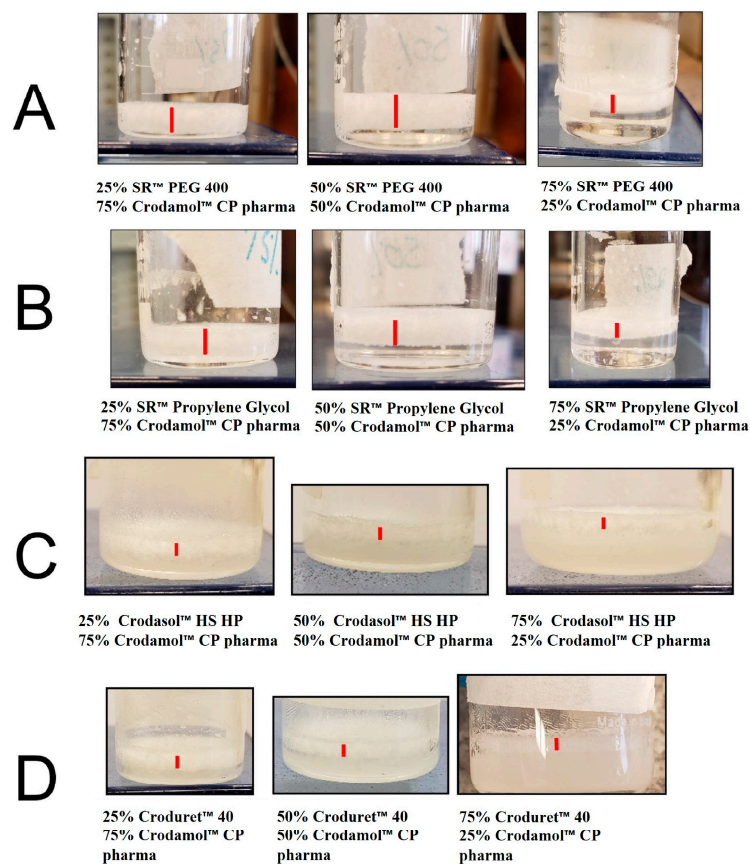 A
25% SR™ PEG 400
75% Crodamol™ CP pharma
50% SR™ PEG 400
50% Crodamol™ CP pharma
75% SR™ PEG 400
25% Crodamol™ CP pharma
B
25% SR™ Propylene Glycol
75% Crodamol™ CP pharma
50% SR™ Propylene Glycol
50% Crodamol™ CP pharma
75% SR™ Propylene Glycol
25% Crodamol™ CP pharma
C
25% Crodasol™ HS HP
75% Crodamol™ CP pharma
50% Crodasol™ HS HP
50% Crodamol™ CP pharma
75% Crodasol™ HS HP
25% Crodamol™ CP pharma
D
25% Croduret™ 40
75% Crodamol™ CP
pharma
50% Croduret™ 40
50% Crodamol™ CP
pharma
75% Croduret™ 40
25% Crodamol™ CP
pharma